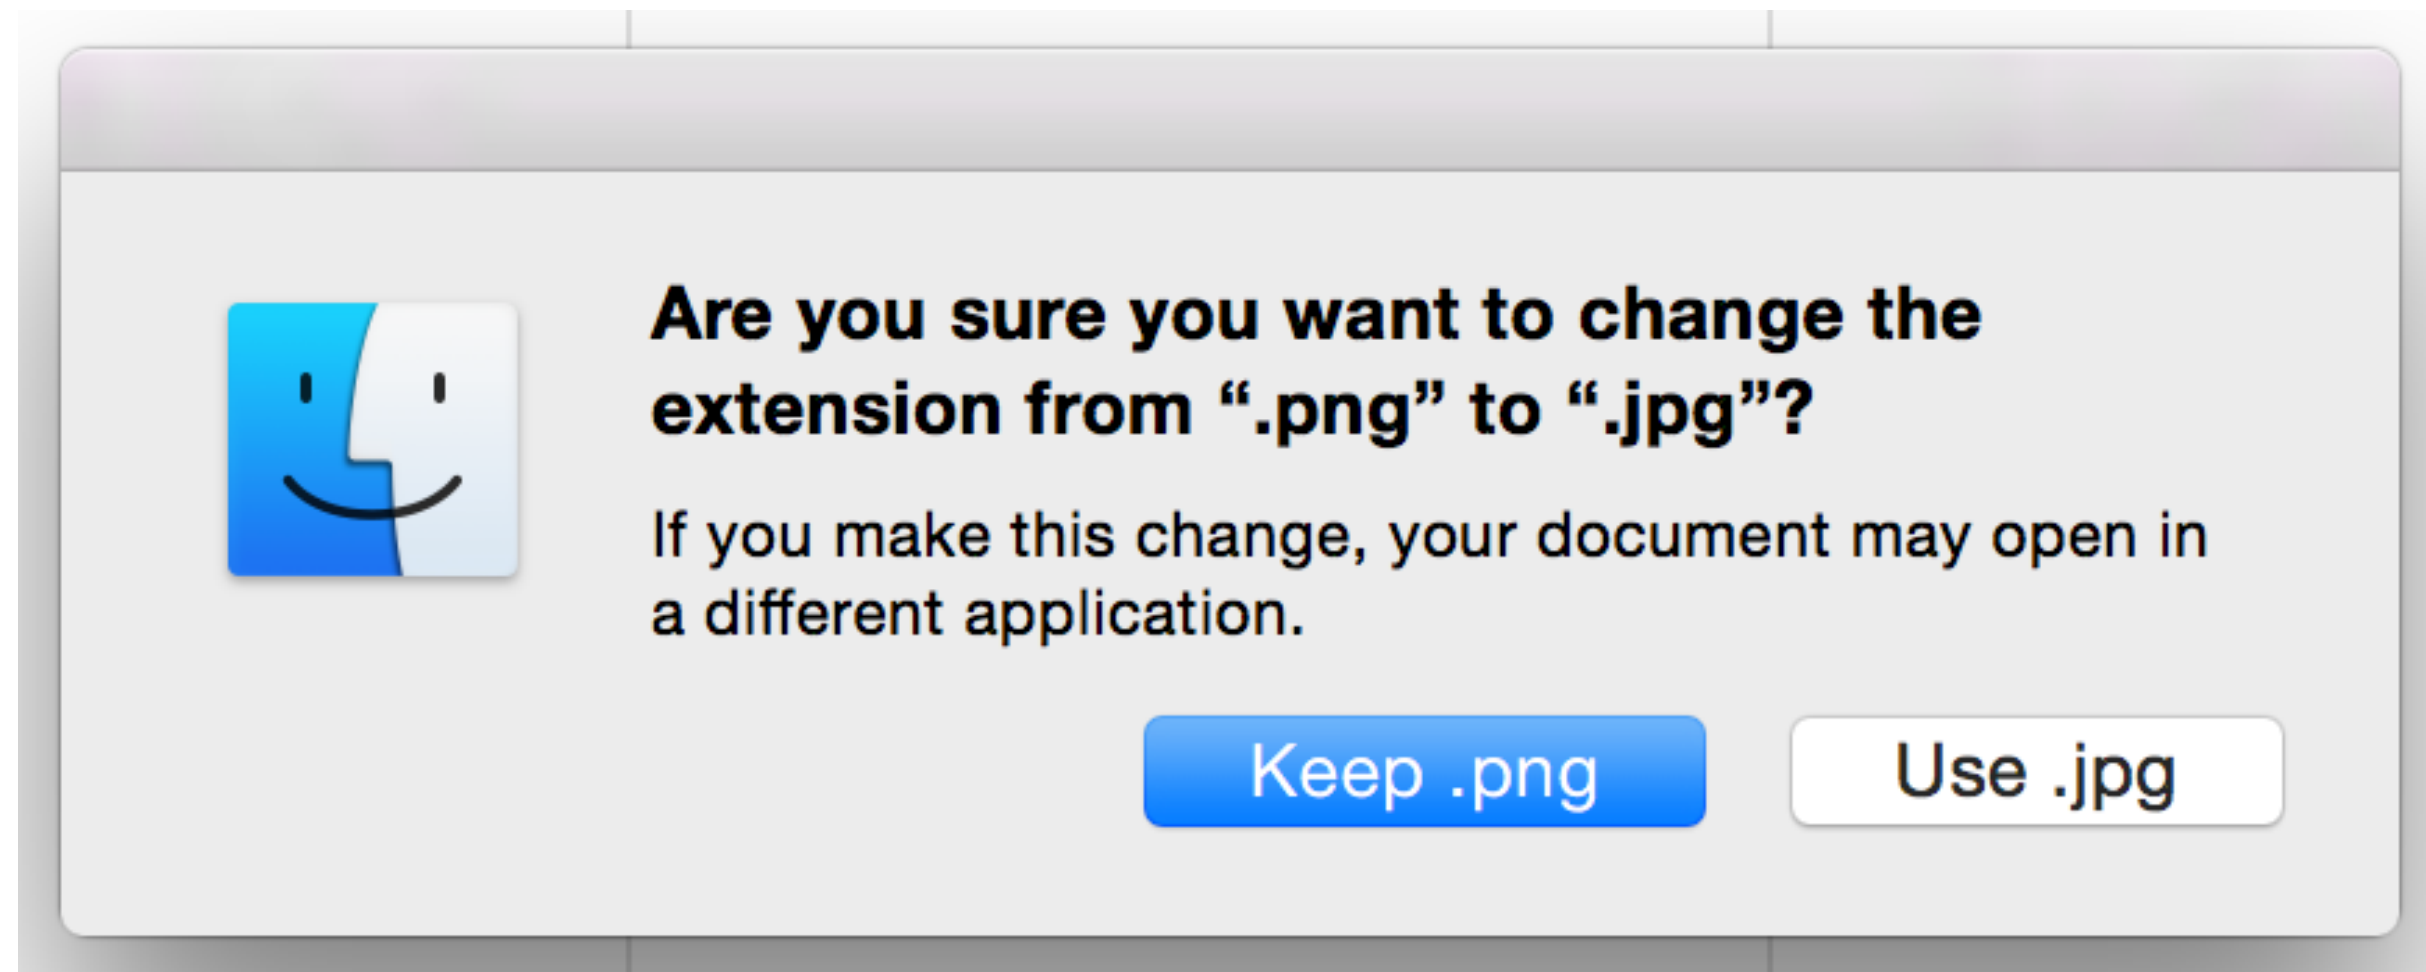 Are you sure you want to change the
extension from “.png” to “.jpg”?
If you make this change, your document may open in
a different application.
Keep .png
Use .jpg